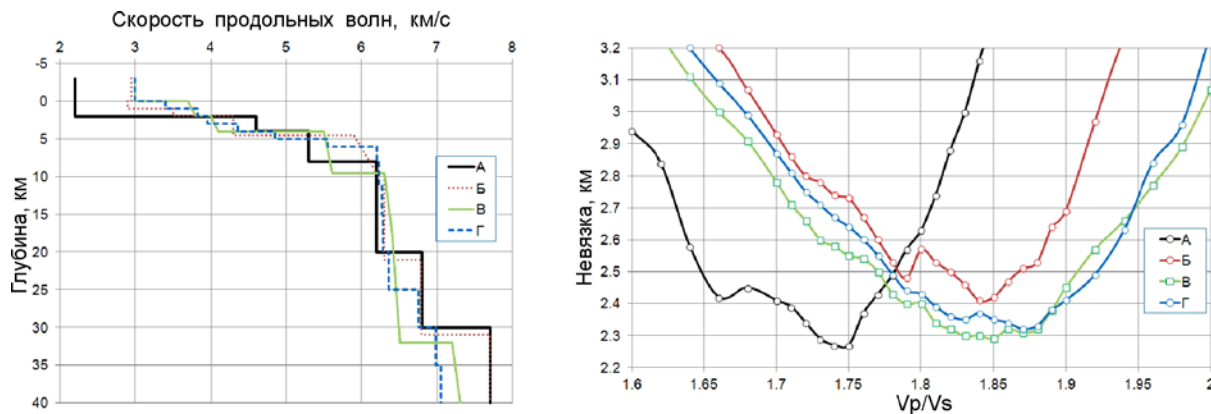 Скорость продольных волн, км/с
2 3 4 5 6 7 8
-5
0
5
10
15
20
25
30
35
40
Глубина, км
А
Б
В
Г
3.2
3.1
3
2.9
2.8
2.7
2.6
2.5
2.4
2.3
2.2
Невязка, км
А
Б
В
Г
1.6 1.65 1.7 1.75 1.8 1.85 1.9 1.95 2
Vp/Vs